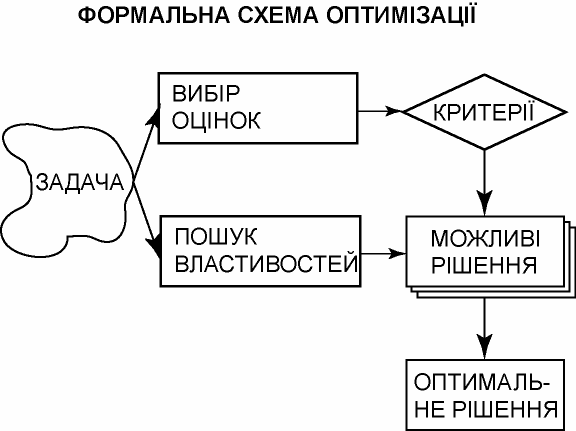 ФОРМАЛЬНА СХЕМА ОПТИМІЗАЦІЇ
ВИБІР
ОЦІНОК
КРИТЕРІЇ
ЗАДАЧА
ПОШУК
ВЛАСТИВОСТЕЙ
МОЖЛИВІ
РІШЕННЯ
ОПТИМАЛЬ-
НЕ РІШЕННЯ